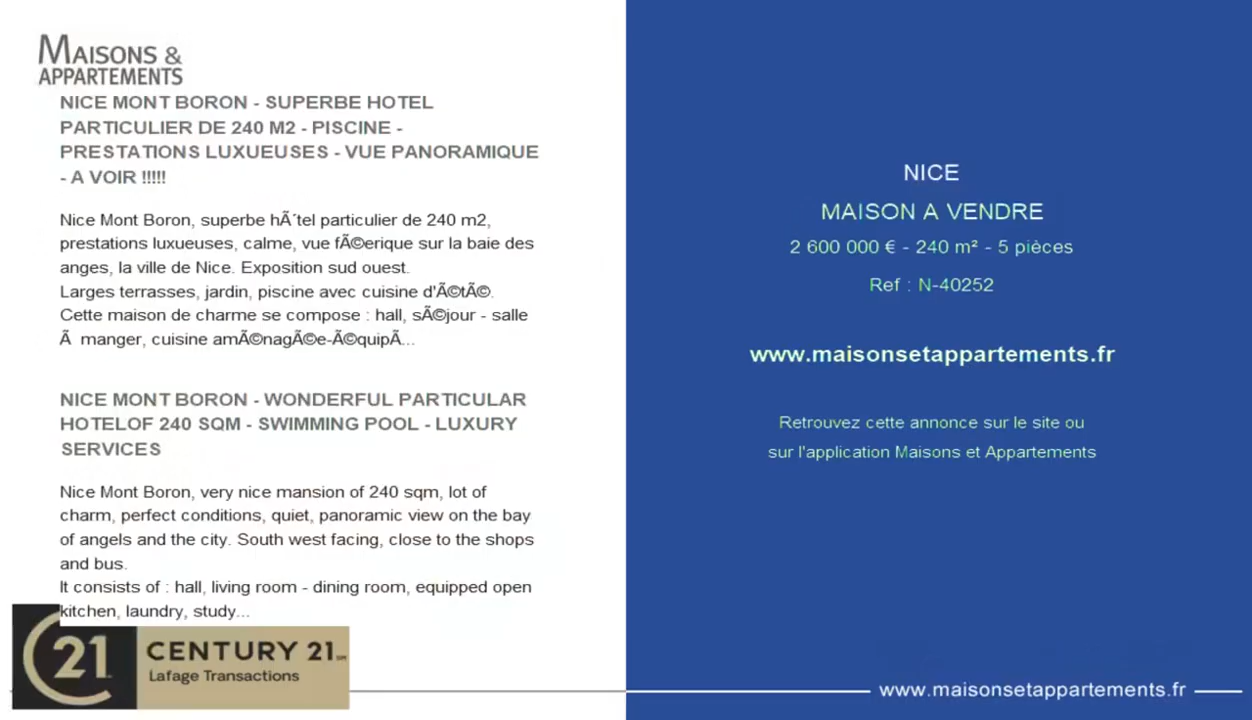 MAISONS &
APPARTEMENTS
NICE MONT BORON - SUPERBE HOTEL
PARTICULIER DE 240 M2 - PISCINE -
PRESTATIONS LUXUEUSES - VUE PANORAMIQUE
- A VOIR !!!!!
Nice Mont Boron, superbe hÃ´tel particulier de 240 m2,
prestations luxueuses, calme, vue fÃ©erique sur la baie des
anges, la ville de Nice. Exposition sud ouest.
Larges terrasses, jardin, piscine avec cuisine d'Ã©tÃ©.
Cette maison de charme se compose : hall, sÃ©jour - salle
Ã  manger, cuisine amÃ©nagÃ©e-Ã©quipÃ...
NICE MONT BORON - WONDERFUL PARTICULAR
HOTELOF 240 SQM - SWIMMING POOL - LUXURY
SERVICES
Nice Mont Boron, very nice mansion of 240 sqm, lot of
charm, perfect conditions, quiet, panoramic view on the bay
of angels and the city. South west facing, close to the shops
and bus.
It consists of : hall, living room - dining room, equipped open
kitchen, laundry, study...
21
CENTURY 21
Lafage Transactions
NICE
MAISON A VENDRE
2 600 000 € - 240 m² - 5 pièces
Ref : N-40252
www.maisonsetappartements.fr
Retrouvez cette annonce sur le site ou
sur l'application Maisons et Appartements
www.maisonsetappartements.fr